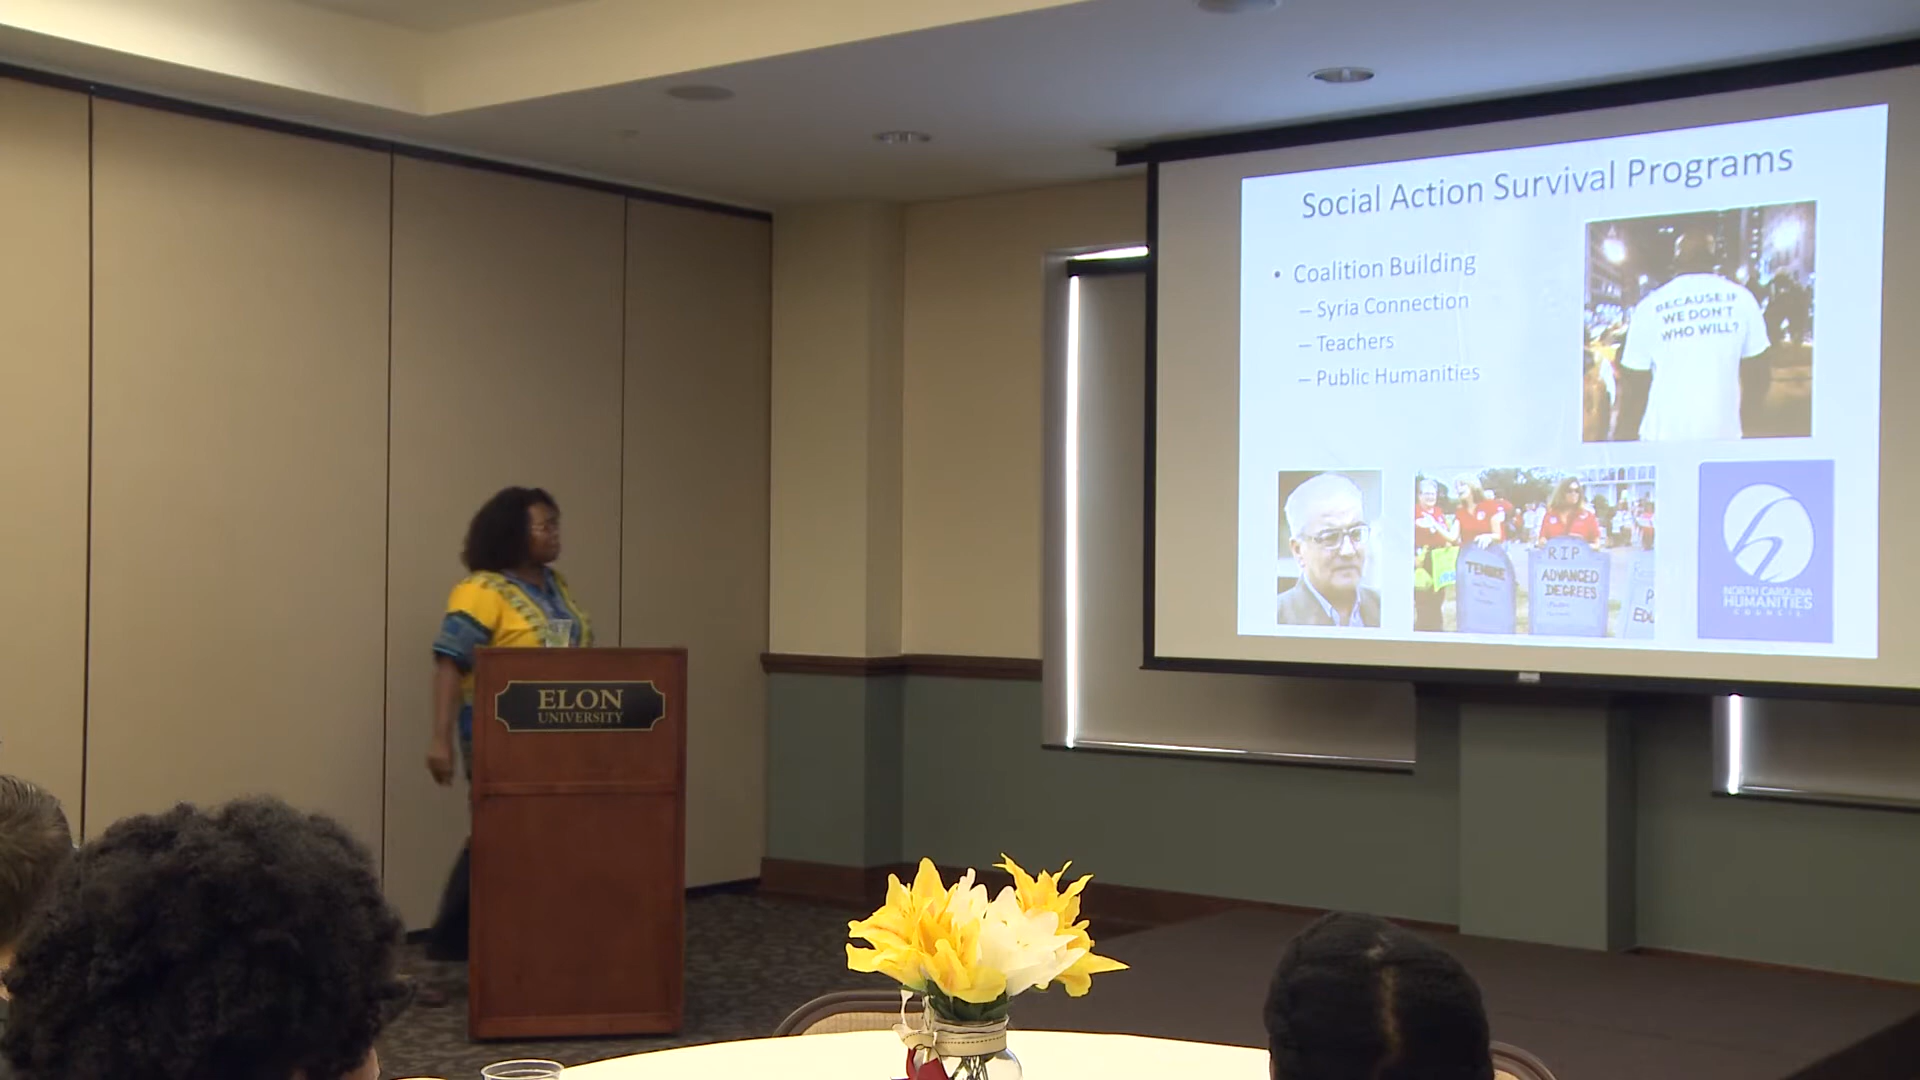 Social Action Survival Programs
• Coalition Building
– Syria Connection
– Teachers
– Public Humanities
BECAUSE IF
WE DON'T
WHO WILL?
TENURE
RIP
ADVANCED
DEGREES
NORTH CAROLINA
HUMANITIES
COUNCIL
ELON
UNIVERSITY